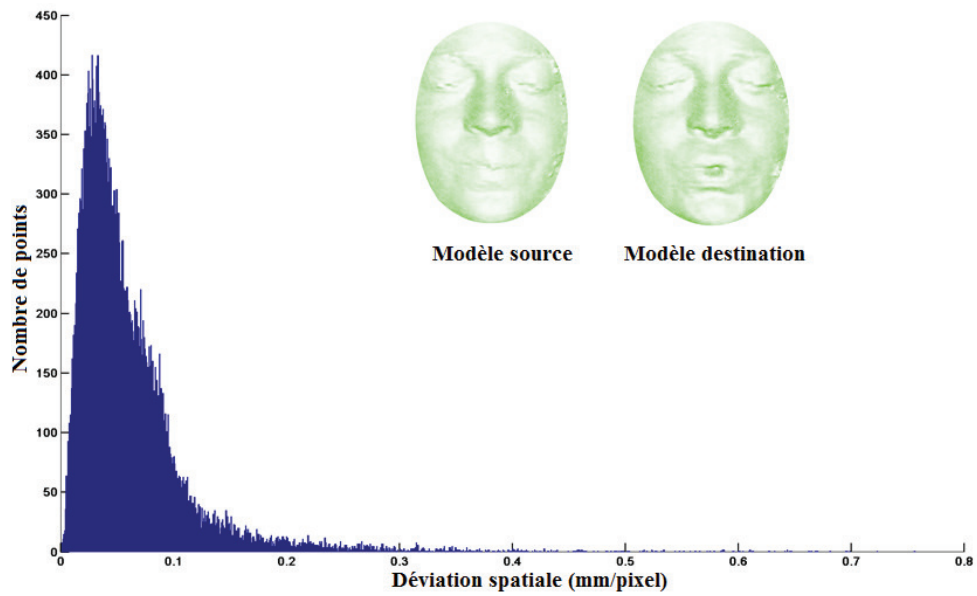 450
400
350
300
250
200
150
100
50
0
Nombre de points
Modèle source
Modèle destination
0 0.1 0.2 0.3 0.4 0.5 0.6 0.7 0.8
Déviation spatiale (mm/pixel)